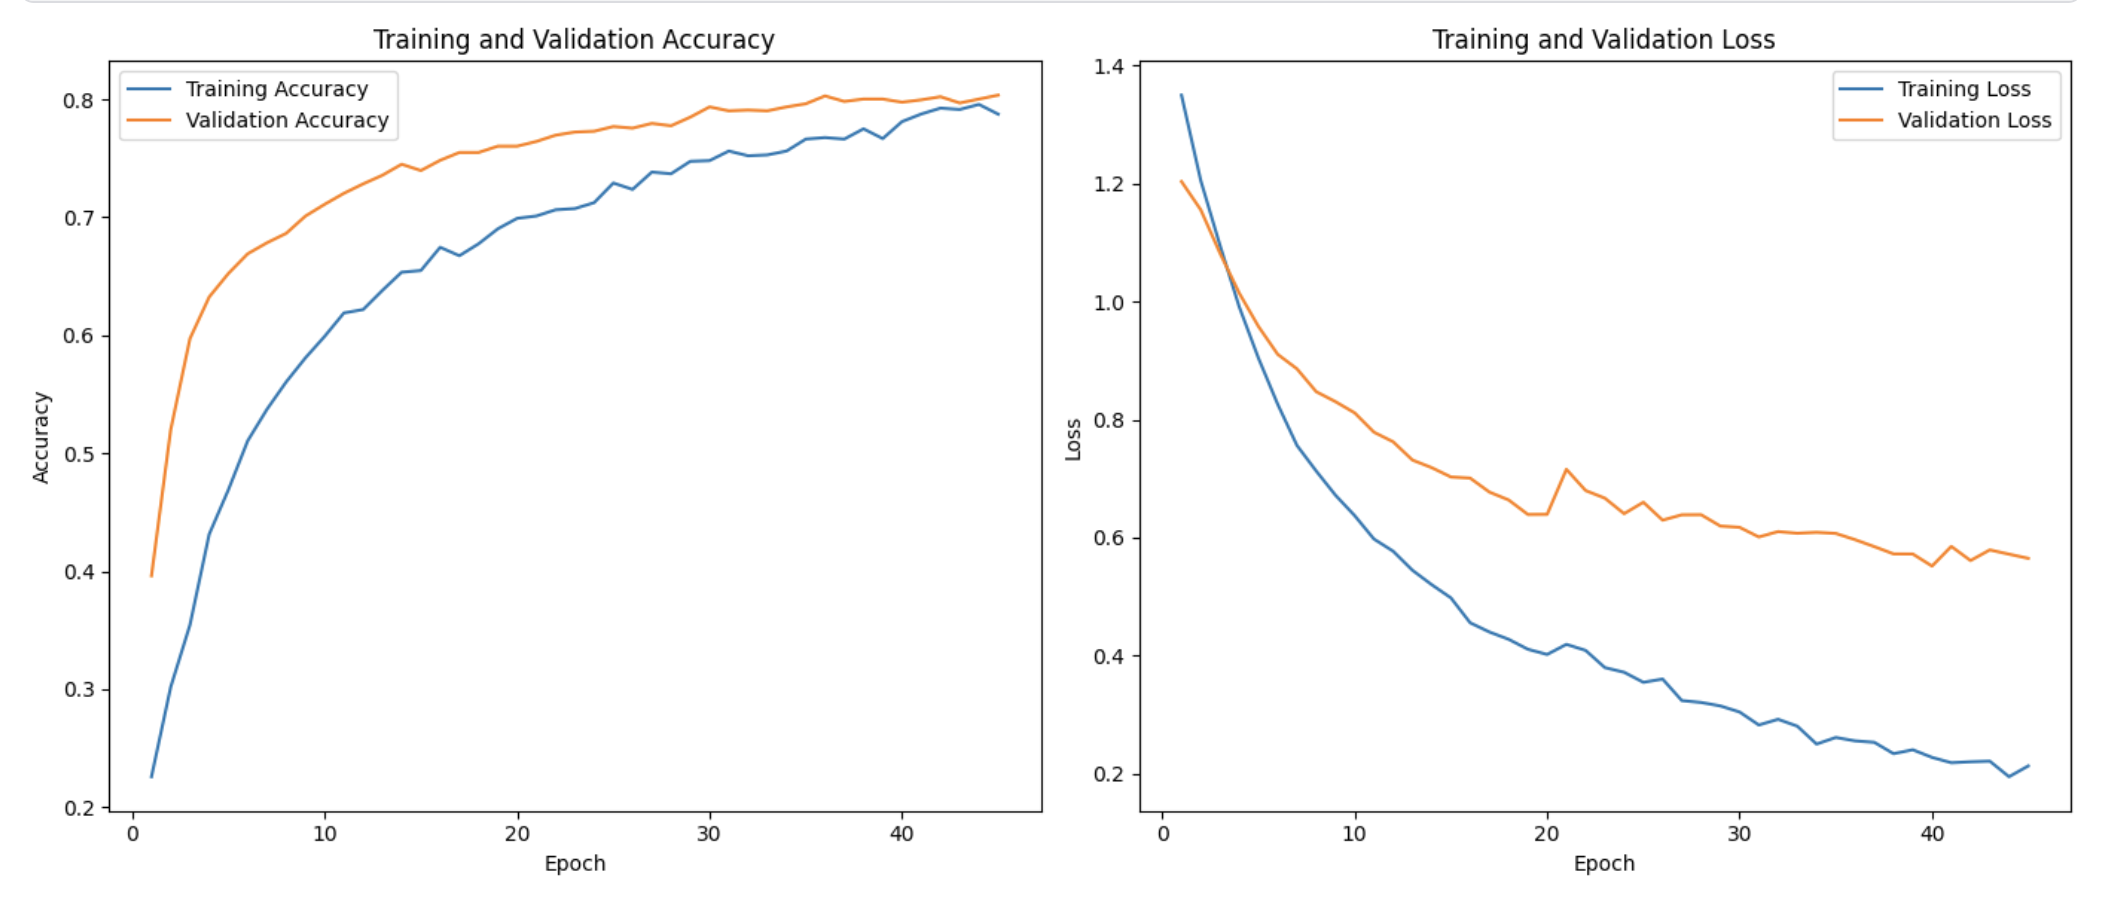 Training and Validation Accuracy
Training Accuracy
Validation Accuracy
0.8
0.7
0.6
0.5
0.4
0.3
0.2
Accuracy
0 10 20 30 40
Epoch
Training and Validation Loss
Training Loss
Validation Loss
1.4
1.2
1.0
0.8
0.6
0.4
0.2
Loss
0 10 20 30 40
Epoch